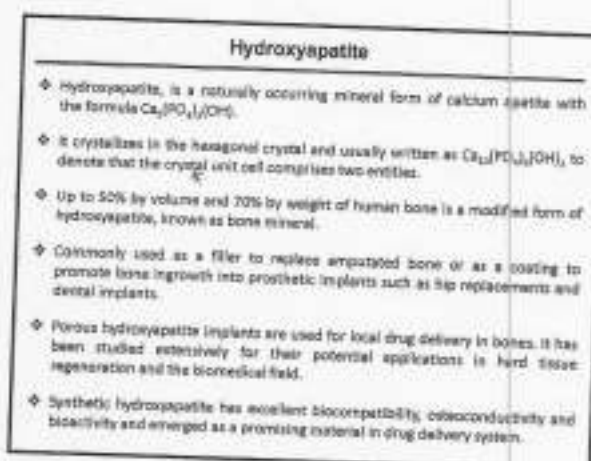 Hydroxyapatite
❖ Hydroxyapatite, is a naturally occurring mineral form of calcium apatite with
the formula Ca₅(PO₄)₃(OH).
❖ It crystallizes in the hexagonal crystal and usually written as Ca₁₀(PO₄)₆(OH)₂ to
denote that the crystal unit cell comprises two entities.
❖ Up to 50% by volume and 70% by weight of human bone is a modified form of
hydroxyapatite, known as bone mineral.
❖ Commonly used as a filler to replace amputated bone or as a coating to
promote bone ingrowth into prosthetic implants such as hip replacements and
dental implants.
❖ Porous hydroxyapatite implants are used for local drug delivery in bones. It has
been studied extensively for their potential applications in hard tissue
regeneration and the biomedical field.
❖ Synthetic hydroxyapatite has excellent biocompatibility, osteoconductivity and
bioactivity and emerged as a promising material in drug delivery system.